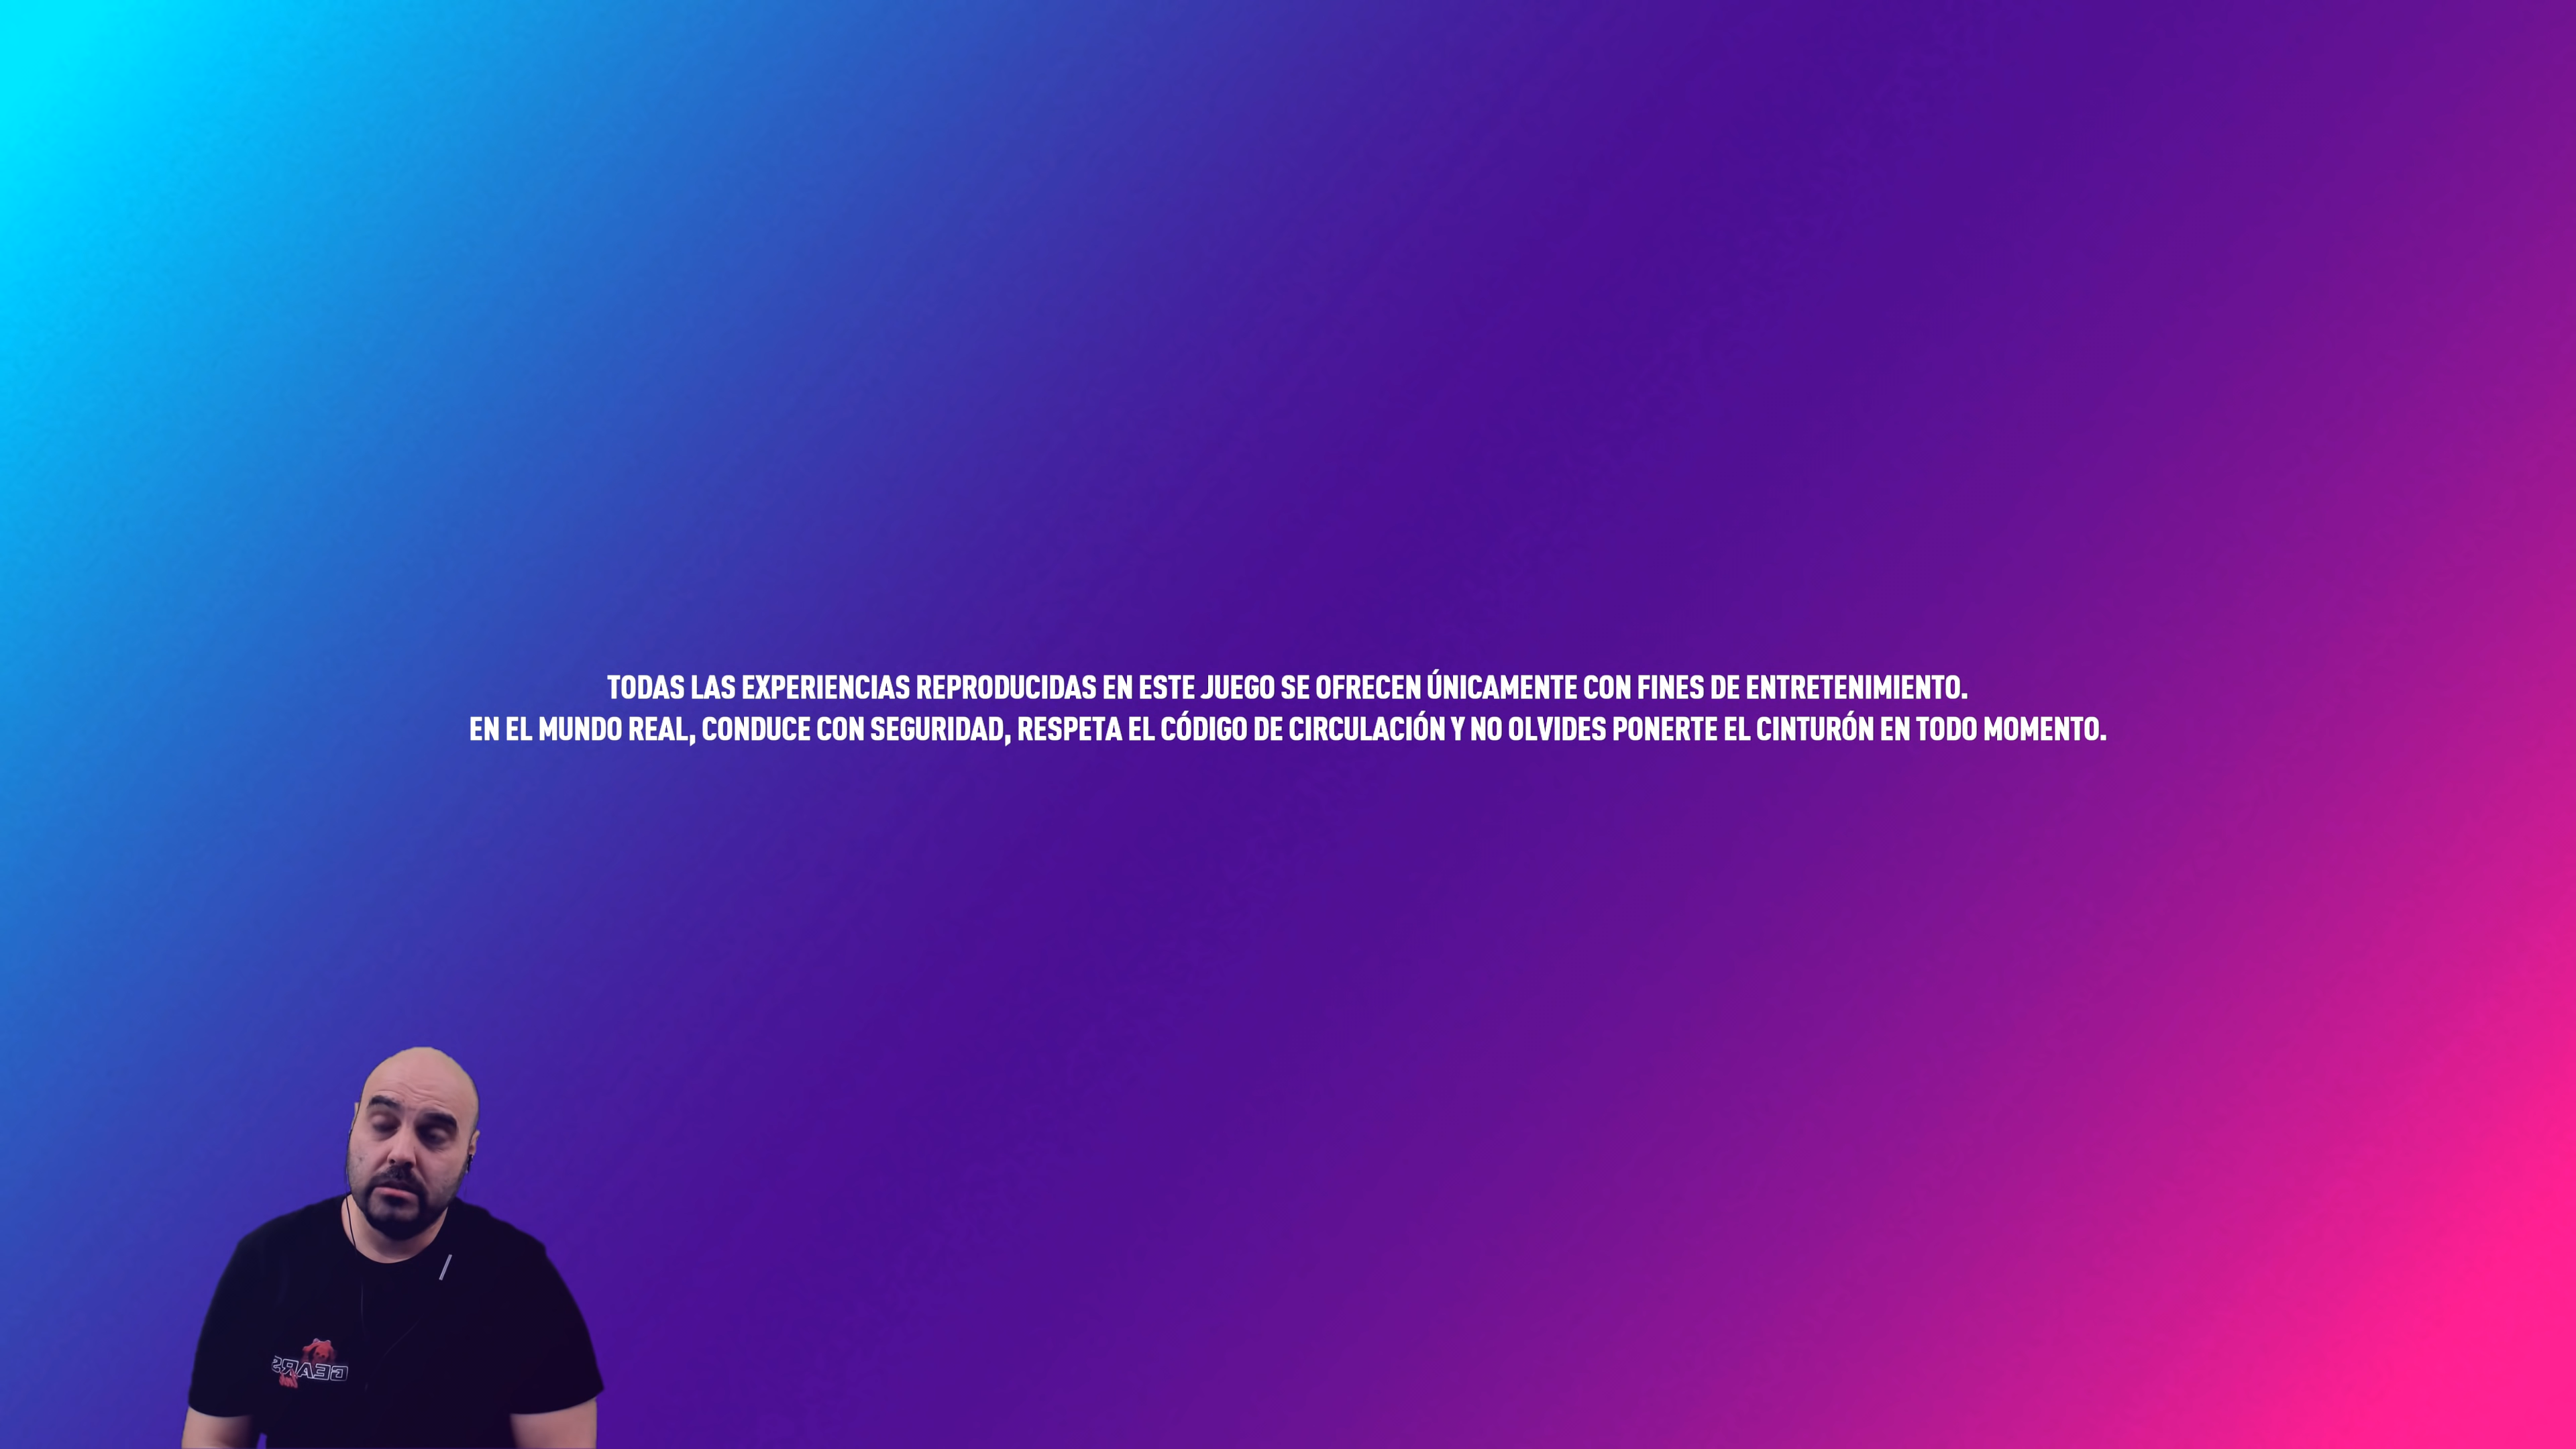 TODAS LAS EXPERIENCIAS REPRODUCIDAS EN ESTE JUEGO SE OFRECEN ÚNICAMENTE CON FINES DE ENTRETENIMIENTO.
EN EL MUNDO REAL, CONDUCE CON SEGURIDAD, RESPETA EL CÓDIGO DE CIRCULACIÓN Y NO OLVIDES PONERTE EL CINTURÓN EN TODO MOMENTO.
GEARS